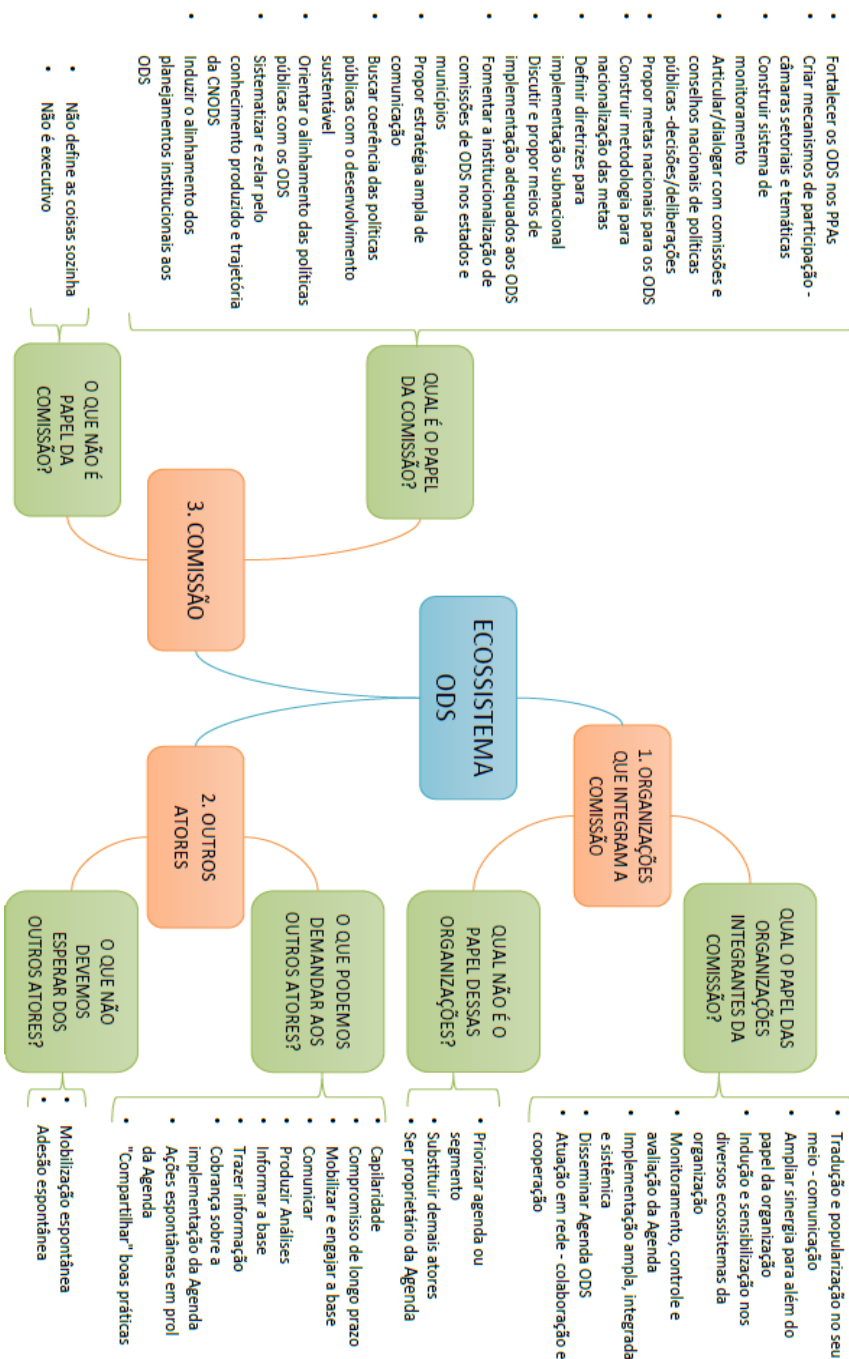 ECOSSISTEMA
ODS
1. ORGANIZAÇÕES
QUE INTEGRAM A
COMISSÃO
QUAL O PAPEL DAS
ORGANIZAÇÕES
INTEGRANTES DA
COMISSÃO?
• Tradução e popularização no seu
meio - comunicação
• Ampliar sinergia para além do
papel da organização
• Indução e sensibilização nos
diversos ecossistemas da
organização
• Monitoramento, controle e
avaliação da Agenda
• Implementação ampla, integrada
e sistêmica
• Disseminar Agenda ODS
• Atuação em rede - colaboração e
cooperação
QUAL NÃO É O
PAPEL DESSAS
ORGANIZAÇÕES?
• Priorizar agenda ou
segmento
• Substituir demais atores
• Ser proprietário da Agenda
2. OUTROS
ATORES
O QUE PODEMOS
DEMANDAR AOS
OUTROS ATORES?
• Capilaridade
• Compromisso de longo prazo
• Mobilizar e engajar a base
• Comunicar
• Produzir Análises
• Informar a base
• Trazer informação
• Cobrança sobre a
implementação da Agenda
• Ações espontâneas em prol
da Agenda
• "Compartilhar" boas práticas
O QUE NÃO
DEVEMOS
ESPERAR DOS
OUTROS ATORES?
• Mobilização espontânea
• Adesão espontânea
3. COMISSÃO
QUAL É O PAPEL
DA COMISSÃO?
• Fortalecer os ODS nos PPAs
• Criar mecanismos de participação -
câmaras setoriais e temáticas
• Construir sistema de
monitoramento
• Articular/dialogar com comissões e
conselhos nacionais de políticas
públicas -decisões/deliberações
• Propor metas nacionais para os ODS
• Construir metodologia para
nacionalização das metas
• Definir diretrizes para
implementação subnacional
• Discutir e propor meios de
implementação adequados aos ODS
• Fomentar a institucionalização de
comissões de ODS nos estados e
municípios
• Propor estratégia ampla de
comunicação
• Buscar coerência das políticas
públicas com o desenvolvimento
sustentável
• Orientar o alinhamento das políticas
públicas com os ODS
• Sistematizar e zelar pelo
conhecimento produzido e trajetória
da CNODS
• Induzir o alinhamento dos
planejamentos institucionais aos
ODS
O QUE NÃO É
PAPEL DA
COMISSÃO?
• Não define as coisas sozinha
• Não é executivo